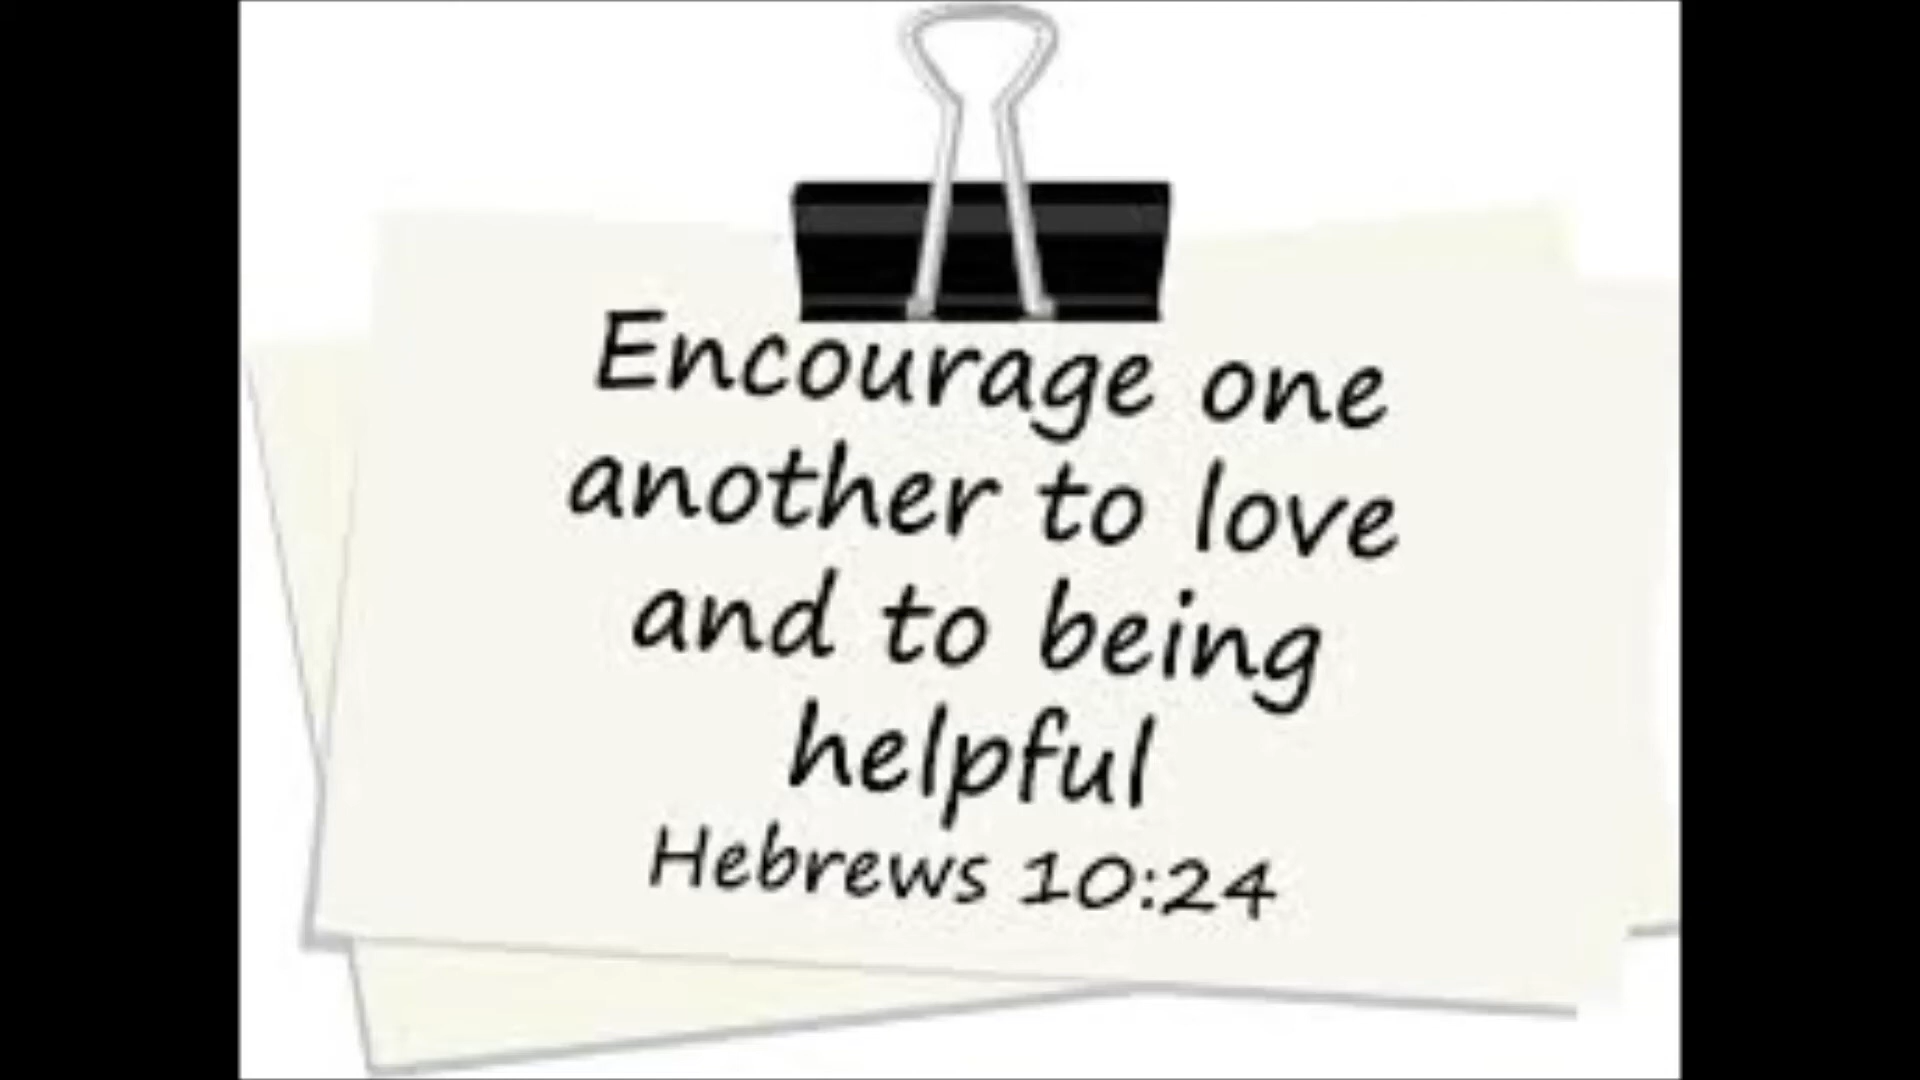 Encourage one
another to love
and to being
helpful
Hebrews 10:24